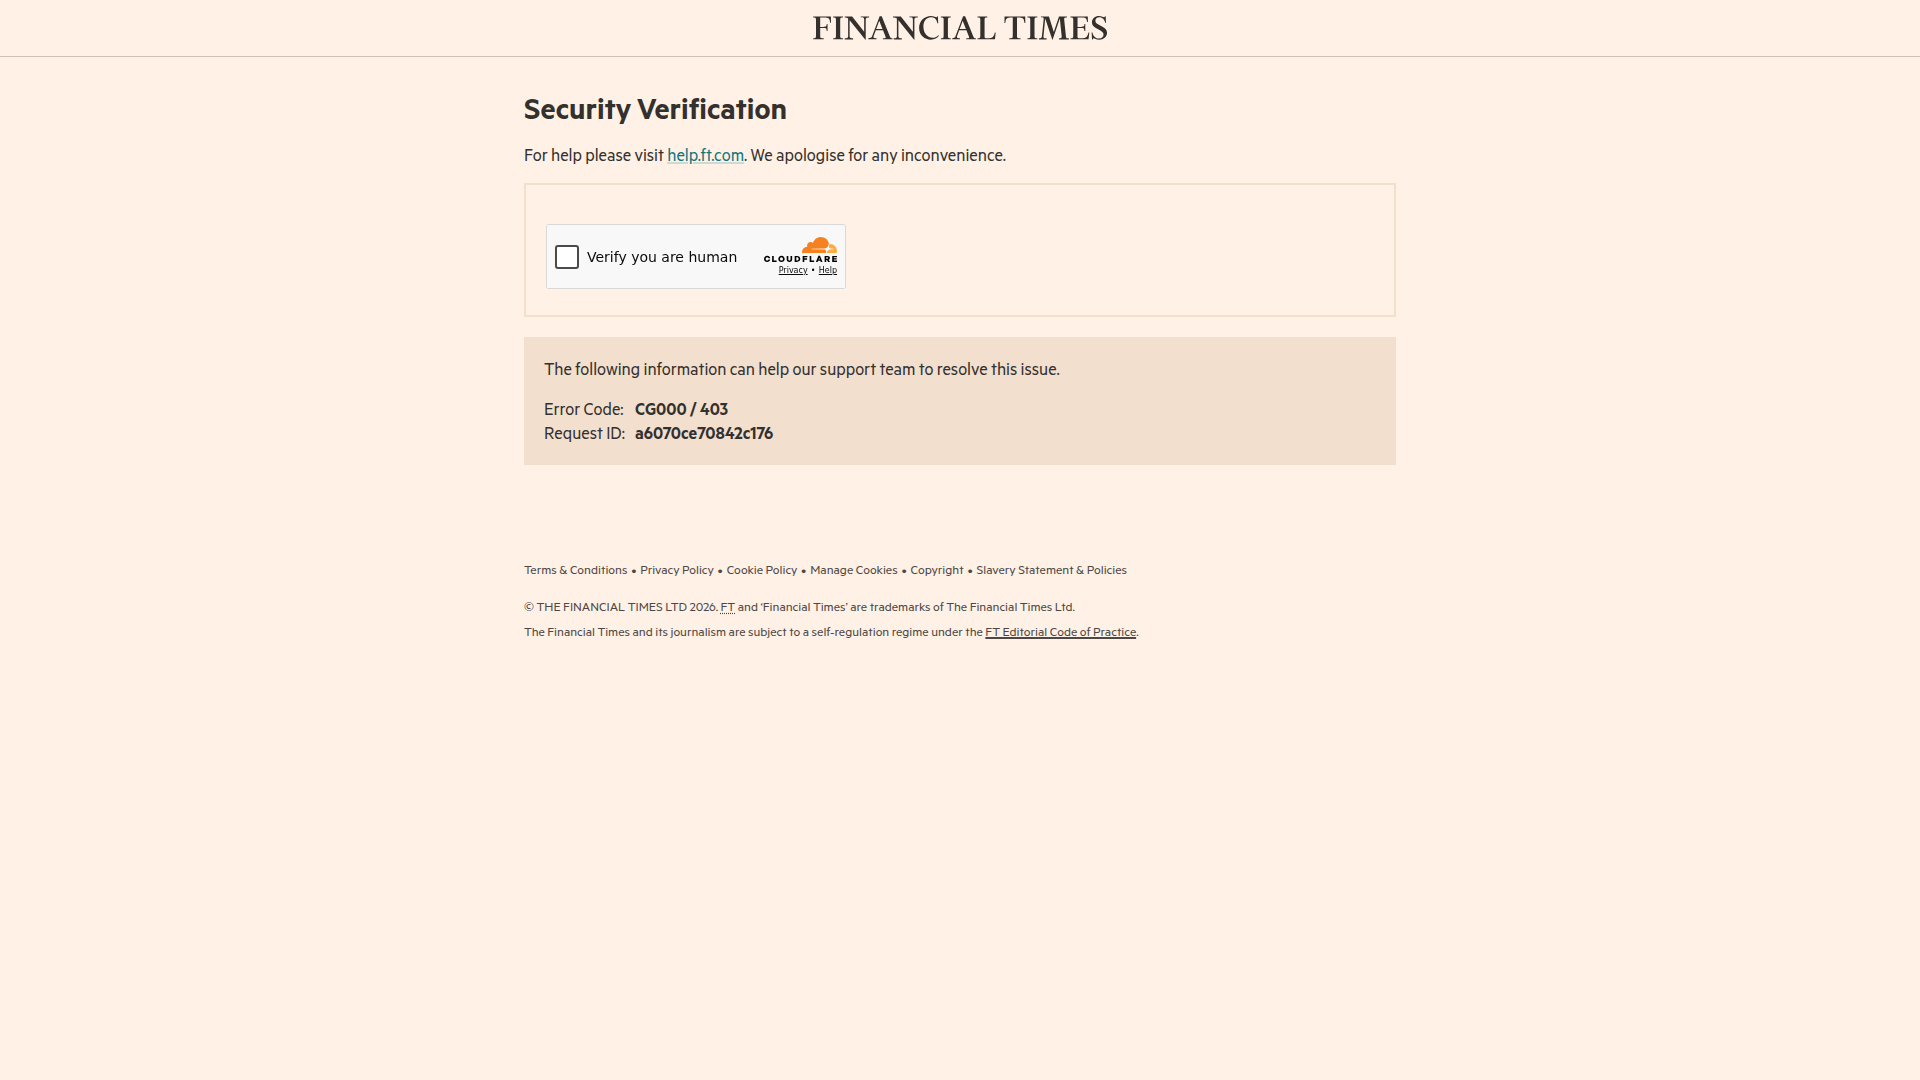 FINANCIAL TIMES
Security Verification
For help please visit help.ft.com. We apologise for any inconvenience.
Verify you are human
CLOUDFLARE
Privacy • Help
The following information can help our support team to resolve this issue.
Error Code: CG000 / 403
Request ID: a6070ce70842c176
Terms & Conditions • Privacy Policy • Cookie Policy • Manage Cookies • Copyright • Slavery Statement & Policies
© THE FINANCIAL TIMES LTD 2026. FT and ‘Financial Times’ are trademarks of The Financial Times Ltd.
The Financial Times and its journalism are subject to a self-regulation regime under the FT Editorial Code of Practice.